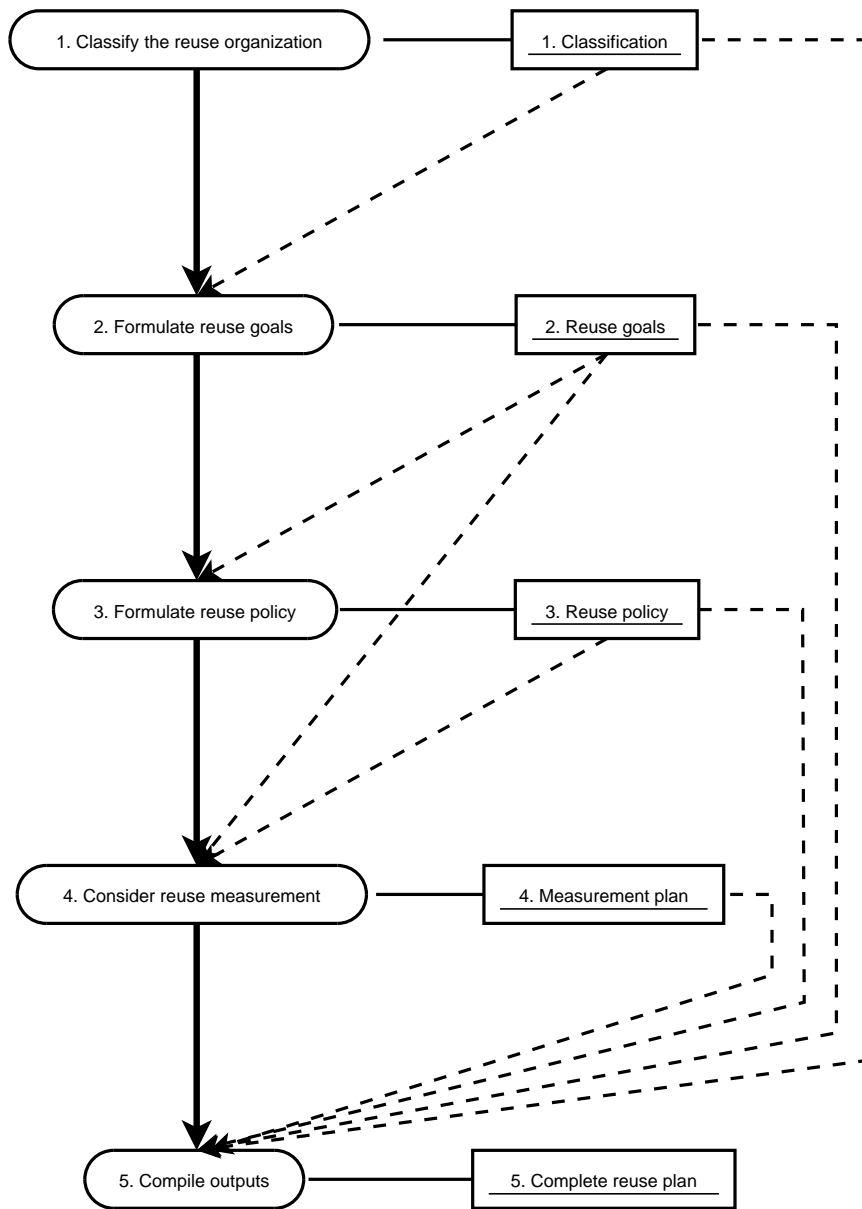 1. Classify the reuse organization
1. Classification
2. Formulate reuse goals
2. Reuse goals
3. Formulate reuse policy
3. Reuse policy
4. Consider reuse measurement
4. Measurement plan
5. Compile outputs
5. Complete reuse plan